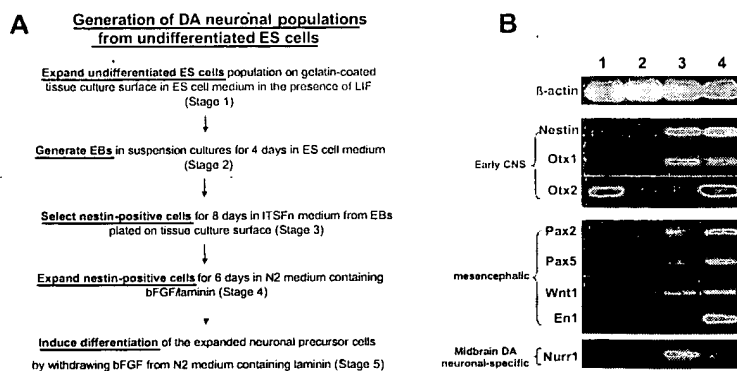 A
Generation of DA neuronal populations
from undifferentiated ES cells
Expand undifferentiated ES cells population on gelatin-coated
tissue culture surface in ES cell medium in the presence of LIF
(Stage 1)
Generate EBs in suspension cultures for 4 days in ES cell medium
(Stage 2)
Select nestin-positive cells for 8 days in ITSFn medium from EBs
plated on tissue culture surface (Stage 3)
Expand nestin-positive cells for 6 days in N2 medium containing
bFGF/laminin (Stage 4)
Induce differentiation of the expanded neuronal precursor cells
by withdrawing bFGF from N2 medium containing laminin (Stage 5)
B
1 2 3 4
ß-actin
Early CNS
Nestin
Otx1
Otx2
mesencephalic
Pax2
Pax5
Wnt1
En1
Midbrain DA
neuronal-specific
Nurr1